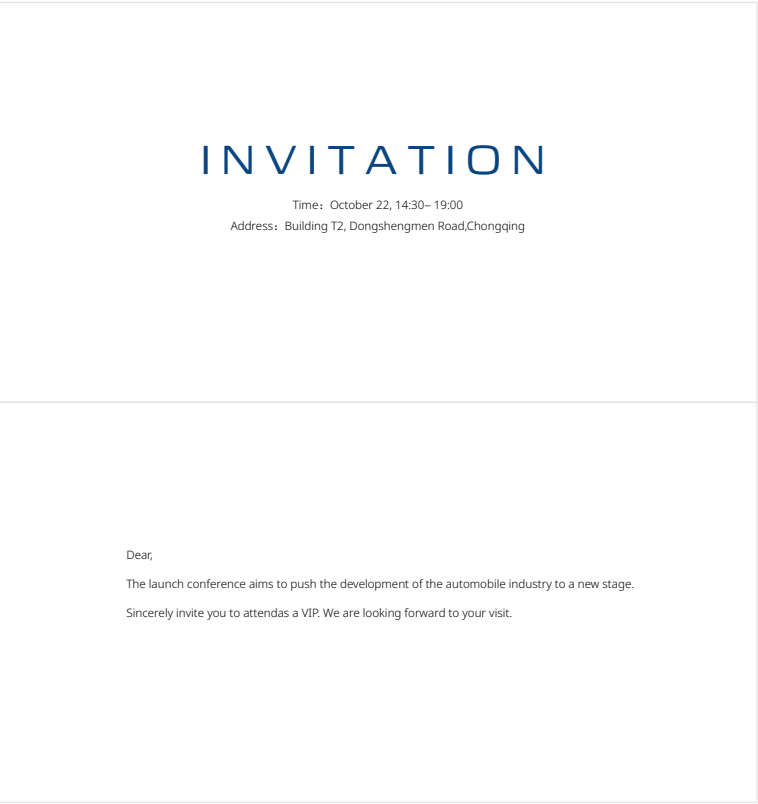 INVITATION
Time：October 22, 14:30– 19:00
Address：Building T2, Dongshengmen Road,Chongqing
Dear,
The launch conference aims to push the development of the automobile industry to a new stage.
Sincerely invite you to attendas a VIP. We are looking forward to your visit.